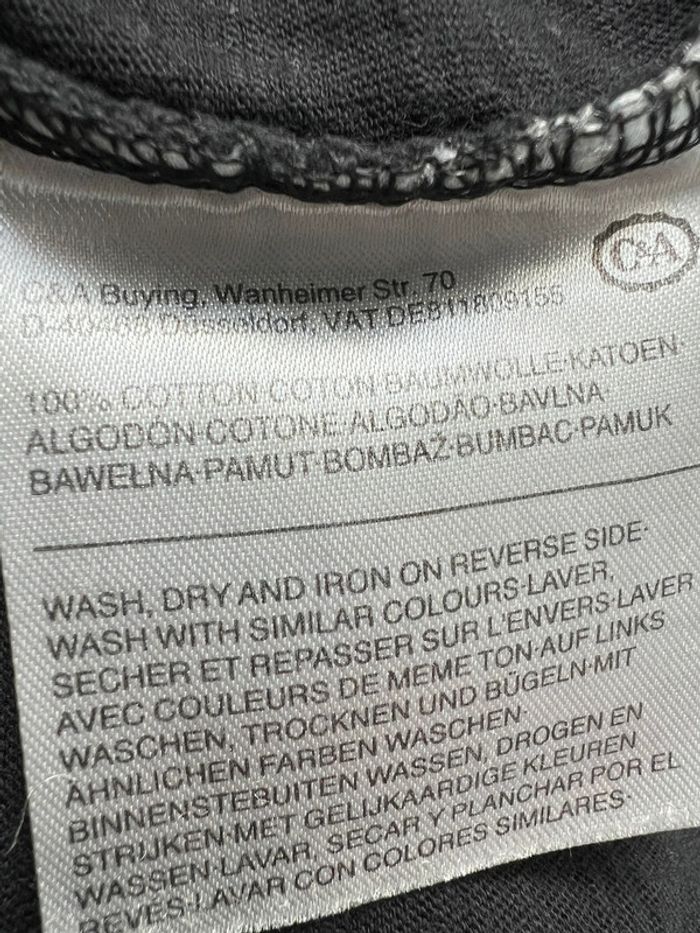 C&A
C&A Buying, Wanheimer Str. 70
D-40468 Düsseldorf, VAT DE811809155
100% COTTON·COTON·BAUMWOLLE·KATOEN·
ALGODÓN·COTONE·ALGODÃO·BAVLNA·
BAWEŁNA·PAMUT·BOMBAŽ·BUMBAC·PAMUK
WASH, DRY AND IRON ON REVERSE SIDE·
WASH WITH SIMILAR COLOURS·LAVER,
SECHER ET REPASSER SUR L'ENVERS·LAVER
AVEC COULEURS DE MEME TON·AUF LINKS
WASCHEN, TROCKNEN UND BÜGELN·MIT
ÄHNLICHEN FARBEN WASCHEN·
BINNENSTEBUITEN WASSEN, DROGEN EN
STRIJKEN·MET GELIJKAARDIGE KLEUREN
WASSEN·LAVAR, SECAR Y PLANCHAR POR EL
REVES·LAVAR CON COLORES SIMILARES·